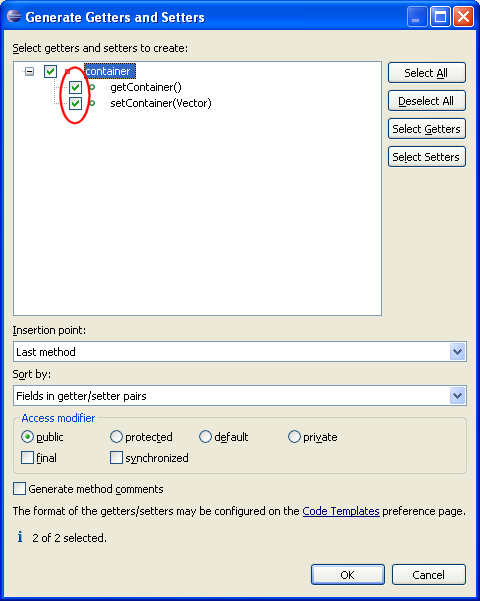 Generate Getters and Setters
Select getters and setters to create:
container
getContainer()
setContainer(Vector)
Select All
Deselect All
Select Getters
Select Setters
Insertion point:
Last method
Sort by:
Fields in getter/setter pairs
Access modifier
public protected default private
final synchronized
Generate method comments
The format of the getters/setters may be configured on the Code Templates preference page.
i 2 of 2 selected.
OK Cancel